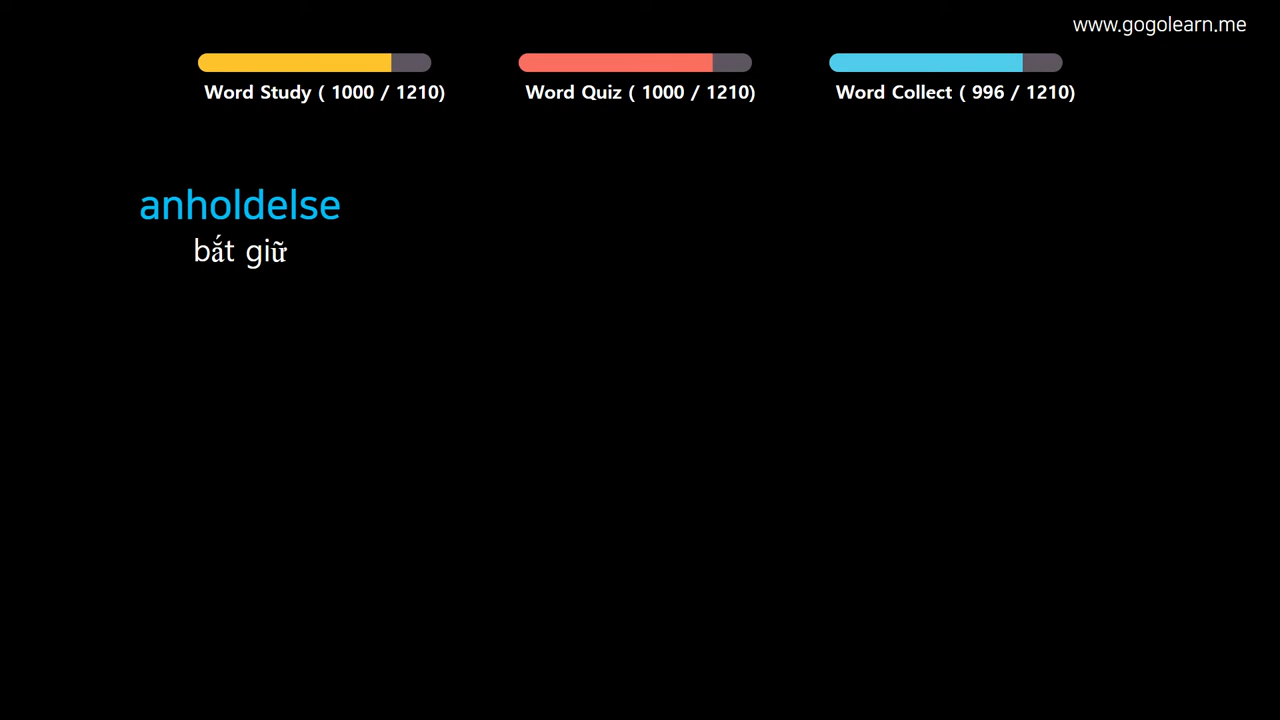 www.gogolearn.me
Word Study ( 1000 / 1210)
Word Quiz ( 1000 / 1210)
Word Collect ( 996 / 1210)
anholdelse
bắt giữ